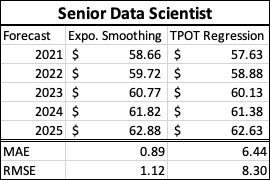 Senior Data Scientist
Forecast Expo. Smoothing TPOT Regression
2021 $ 58.66 $ 57.63
2022 $ 59.72 $ 58.88
2023 $ 60.77 $ 60.13
2024 $ 61.82 $ 61.38
2025 $ 62.88 $ 62.63
MAE 0.89 6.44
RMSE 1.12 8.30